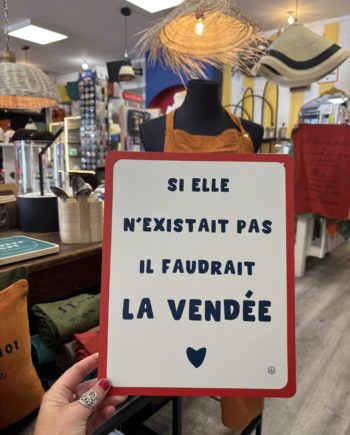 SI ELLE
N'EXISTAIT PAS
IL FAUDRAIT
LA VENDÉE